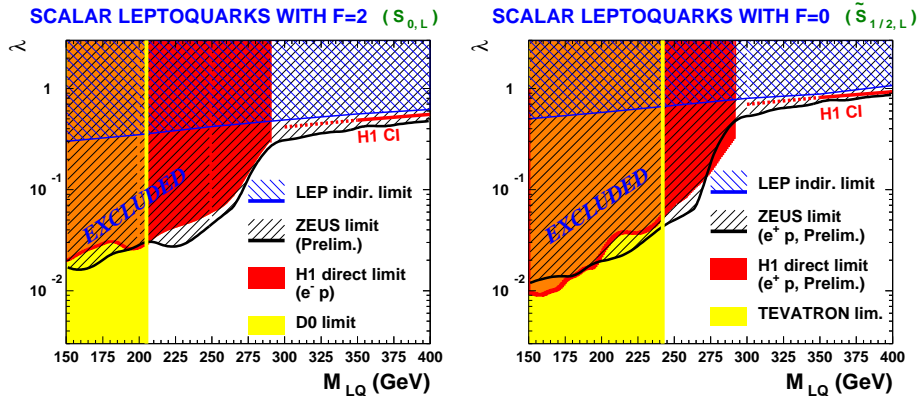 SCALAR LEPTOQUARKS WITH F=2 ( S0, L )
λ
1
10-1
10-2
EXCLUDED
H1 CI
LEP indir. limit
ZEUS limit
(Prelim.)
H1 direct limit
(e- p)
D0 limit
150 175 200 225 250 275 300 325 350 375 400
MLQ (GeV)
SCALAR LEPTOQUARKS WITH F=0 ( S̃1/2, L )
λ
1
10-1
10-2
EXCLUDED
H1 CI
LEP indir. limit
ZEUS limit
(e+ p, Prelim.)
H1 direct limit
(e+ p, Prelim.)
TEVATRON lim.
150 175 200 225 250 275 300 325 350 375 400
MLQ (GeV)